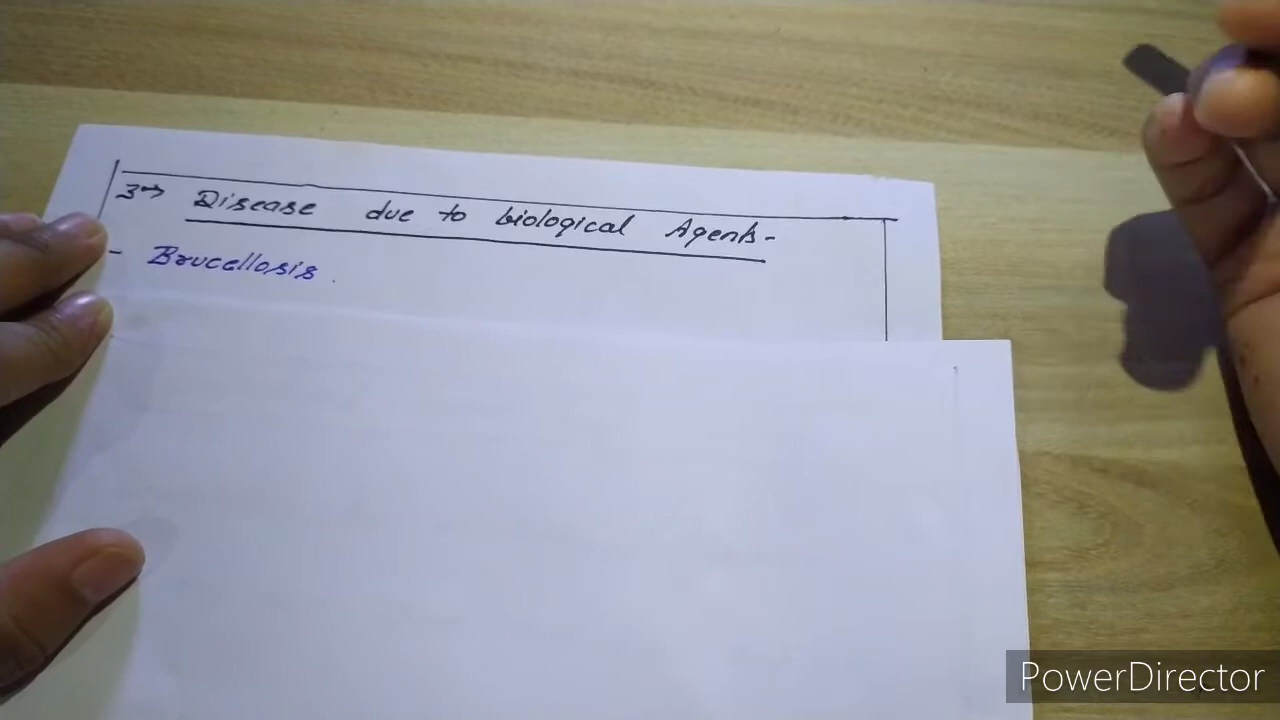 3→ Disease due to biological Agents-
- Brucellosis.
PowerDirector